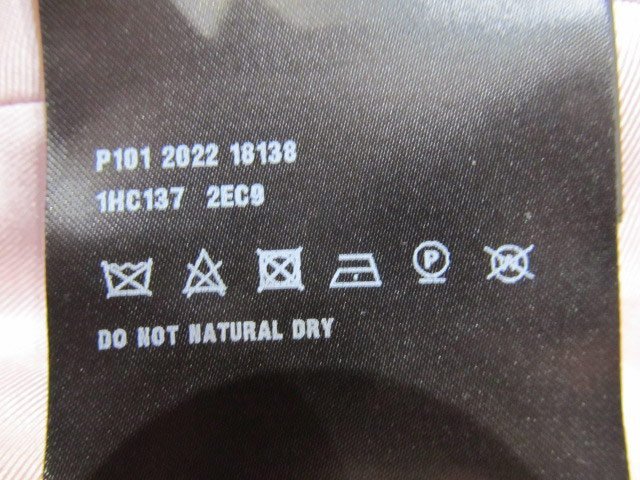 P101 2022 18138
1HC137 2EC9
P W
DO NOT NATURAL DRY